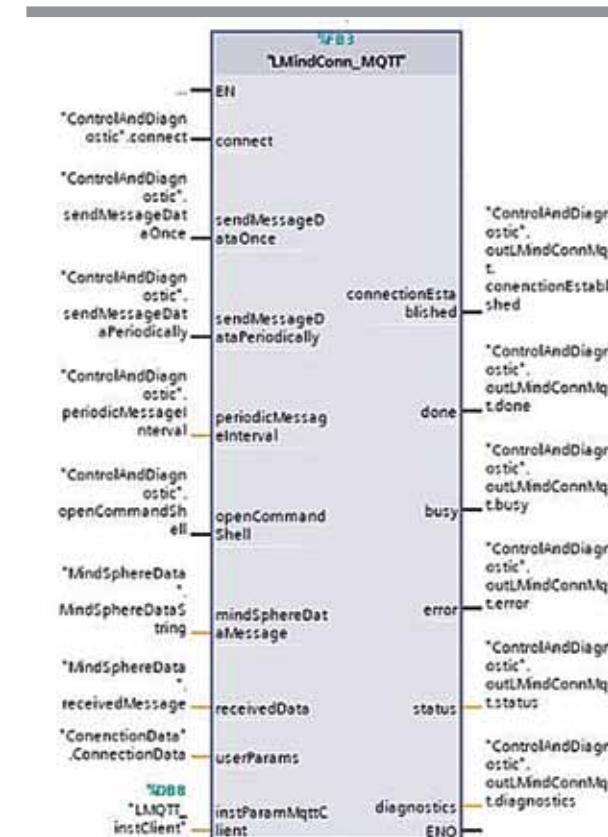 %FB3
"LMindConn_MQTT"
...
EN
"ControlAndDiagn
ostic".connect
connect
"ControlAndDiagn
ostic".
sendMessageDat
aOnce
sendMessageD
ataOnce
"ControlAndDiagn
ostic".
sendMessageDat
aPeriodically
sendMessageD
ataPeriodically
"ControlAndDiagn
ostic".
periodicMessageI
nterval
periodicMessag
eInterval
"ControlAndDiagn
ostic".
openCommandSh
ell
openCommand
Shell
"MindSphereData
".
MindSphereDataS
tring
mindSphereDat
aMessage
"MindSphereData
".
receivedMessage
receivedData
"ConenctionData"
.ConnectionData
userParams
%DB8
"LMQTT_
instClient"
instParamMqttC
lient
connectionEsta
blished
"ControlAndDiagn
ostic".
outLMindConnMq
t.
conenctionEstabl
shed
done
"ControlAndDiagn
ostic".
outLMindConnMq
t.done
busy
"ControlAndDiagn
ostic".
outLMindConnMq
t.busy
error
"ControlAndDiagn
ostic".
outLMindConnMq
t.error
status
"ControlAndDiagn
ostic".
outLMindConnMq
t.status
diagnostics
"ControlAndDiagn
ostic".
outLMindConnMq
t.diagnostics
ENO